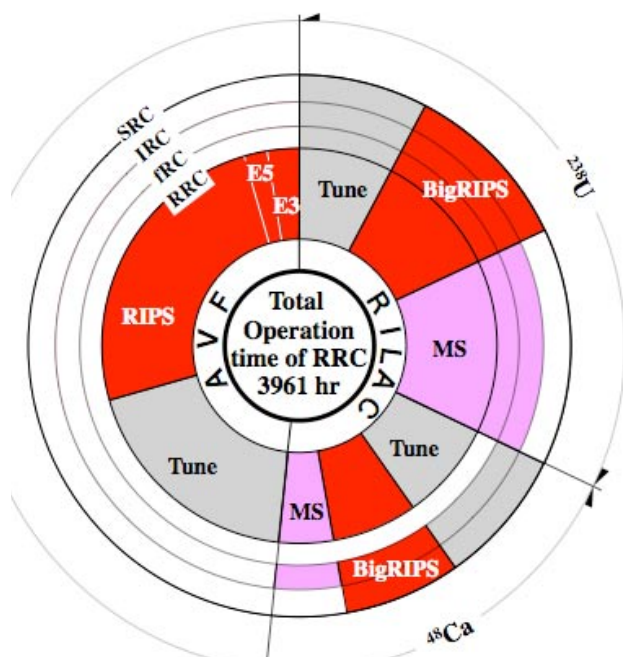 SRC
IRC
fRC
RRC
E5
E3
Tune
BigRIPS
²³⁸U
RIPS
AVF
Total
Operation
time of RRC
3961 hr
RILAC
MS
Tune
Tune
MS
BigRIPS
⁴⁸Ca